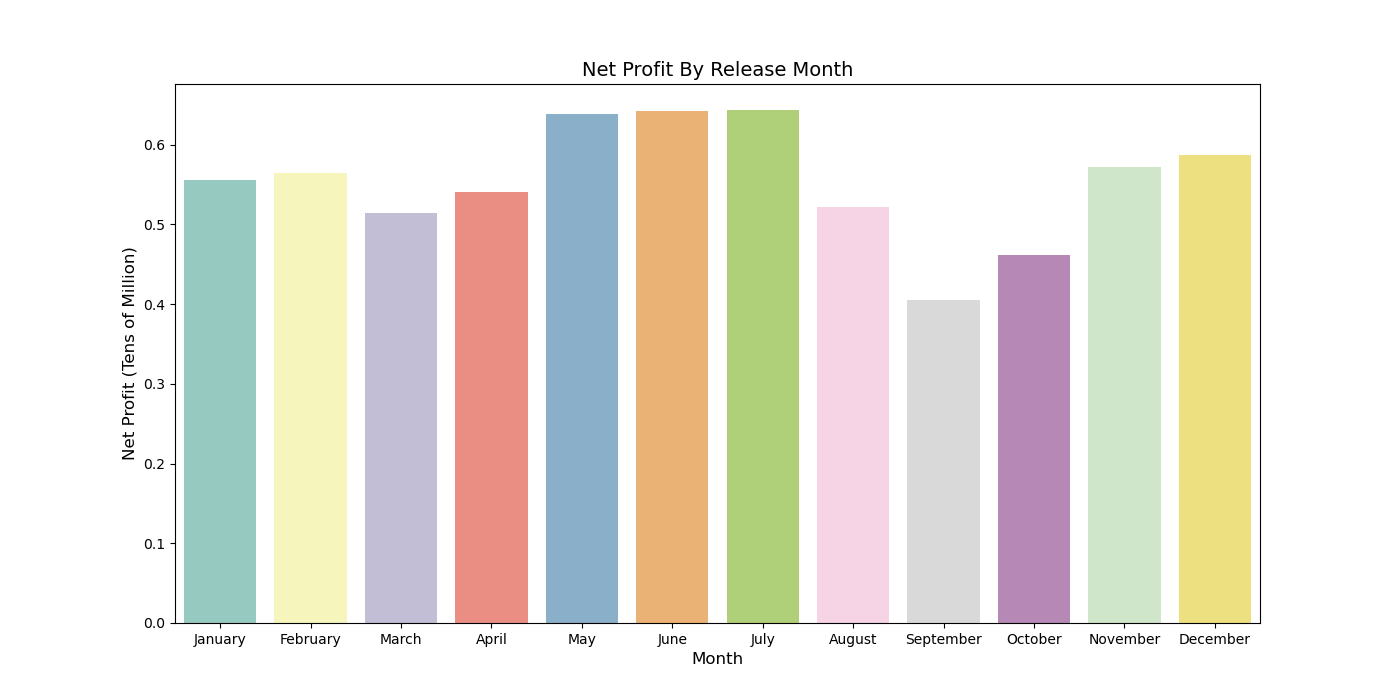 Net Profit By Release Month
Net Profit (Tens of Million)
0.6
0.5
0.4
0.3
0.2
0.1
0.0
January February March April May June July August September October November December
Month